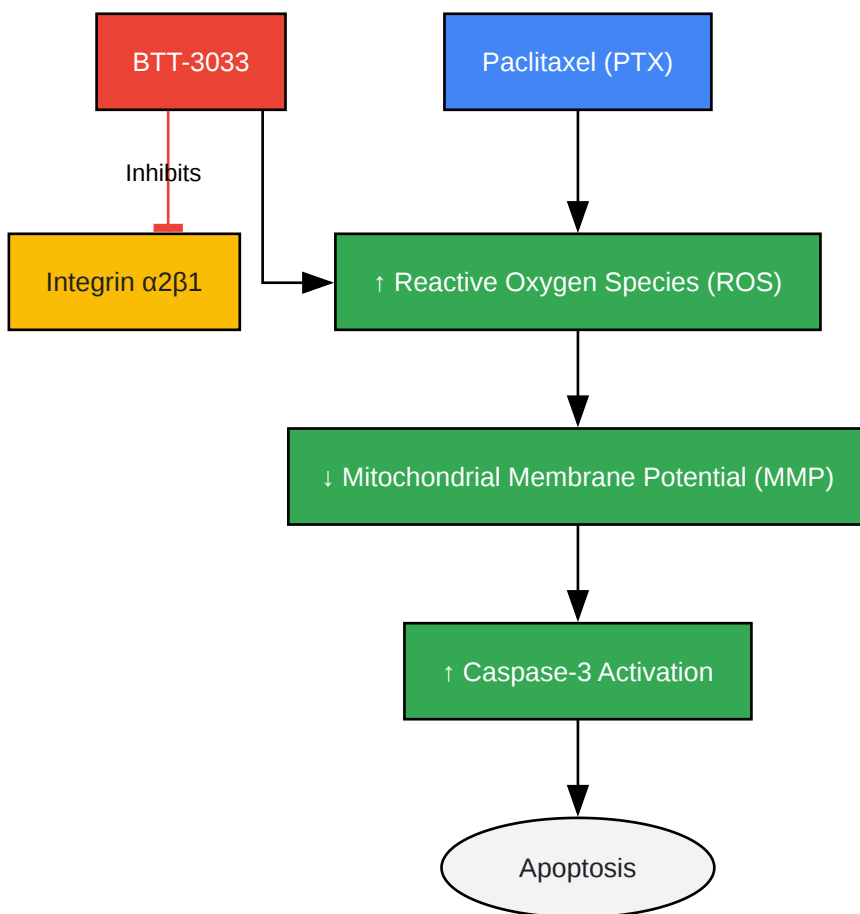 BTT-3033
Paclitaxel (PTX)
Inhibits
Integrin α2β1
↑ Reactive Oxygen Species (ROS)
↓ Mitochondrial Membrane Potential (MMP)
↑ Caspase-3 Activation
Apoptosis